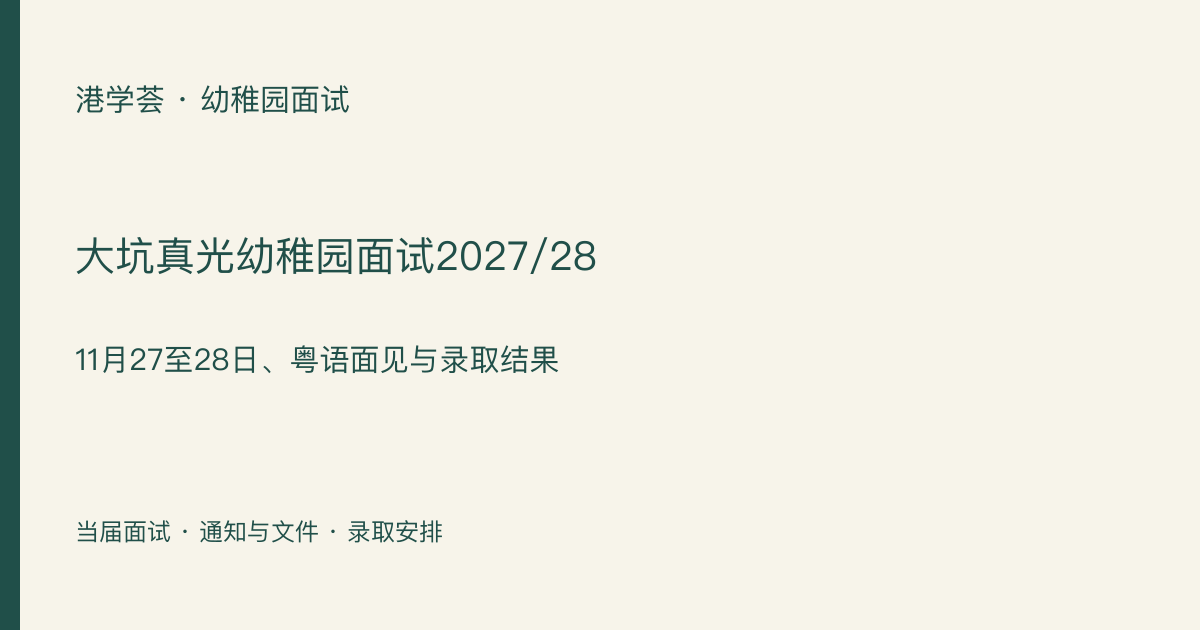 港学荟 · 幼稚园面试
大坑真光幼稚园面试2027/28
11月27至28日、粤语面见与录取结果
当届面试 · 通知与文件 · 录取安排